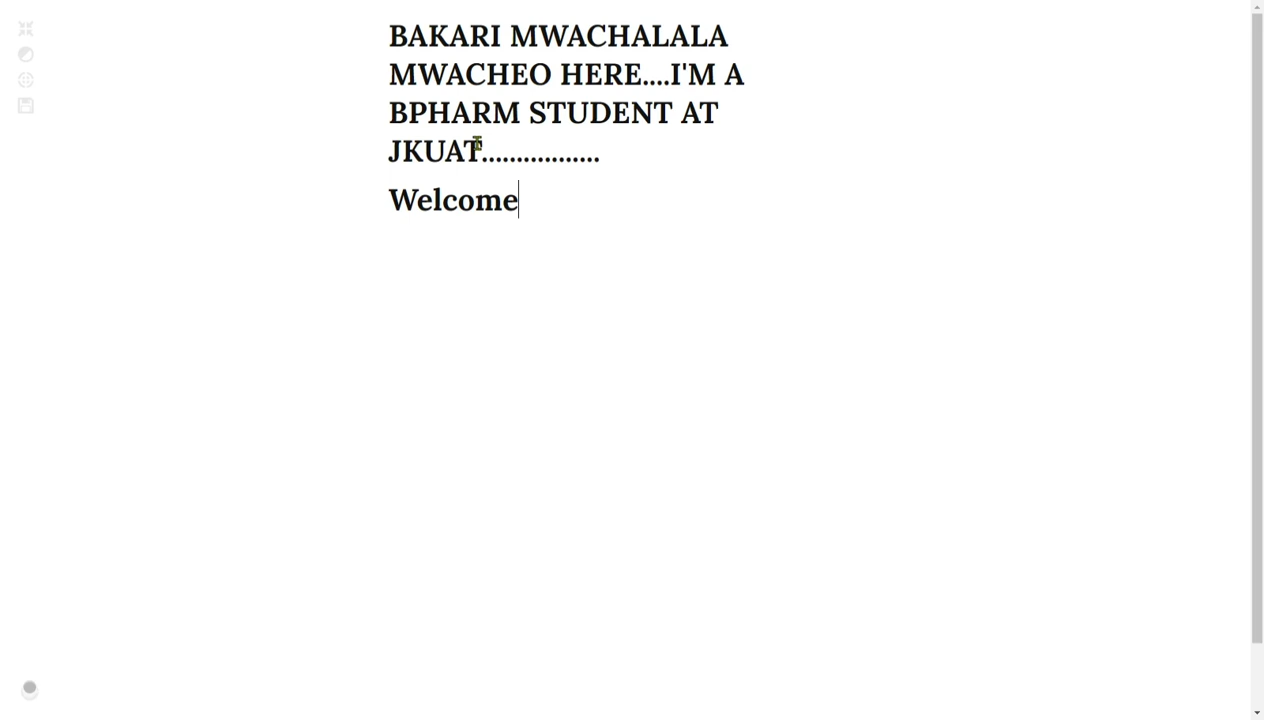 BAKARI MWACHALALA
MWACHEO HERE....I'M A
BPHARM STUDENT AT
JKUAT.................
Welcome